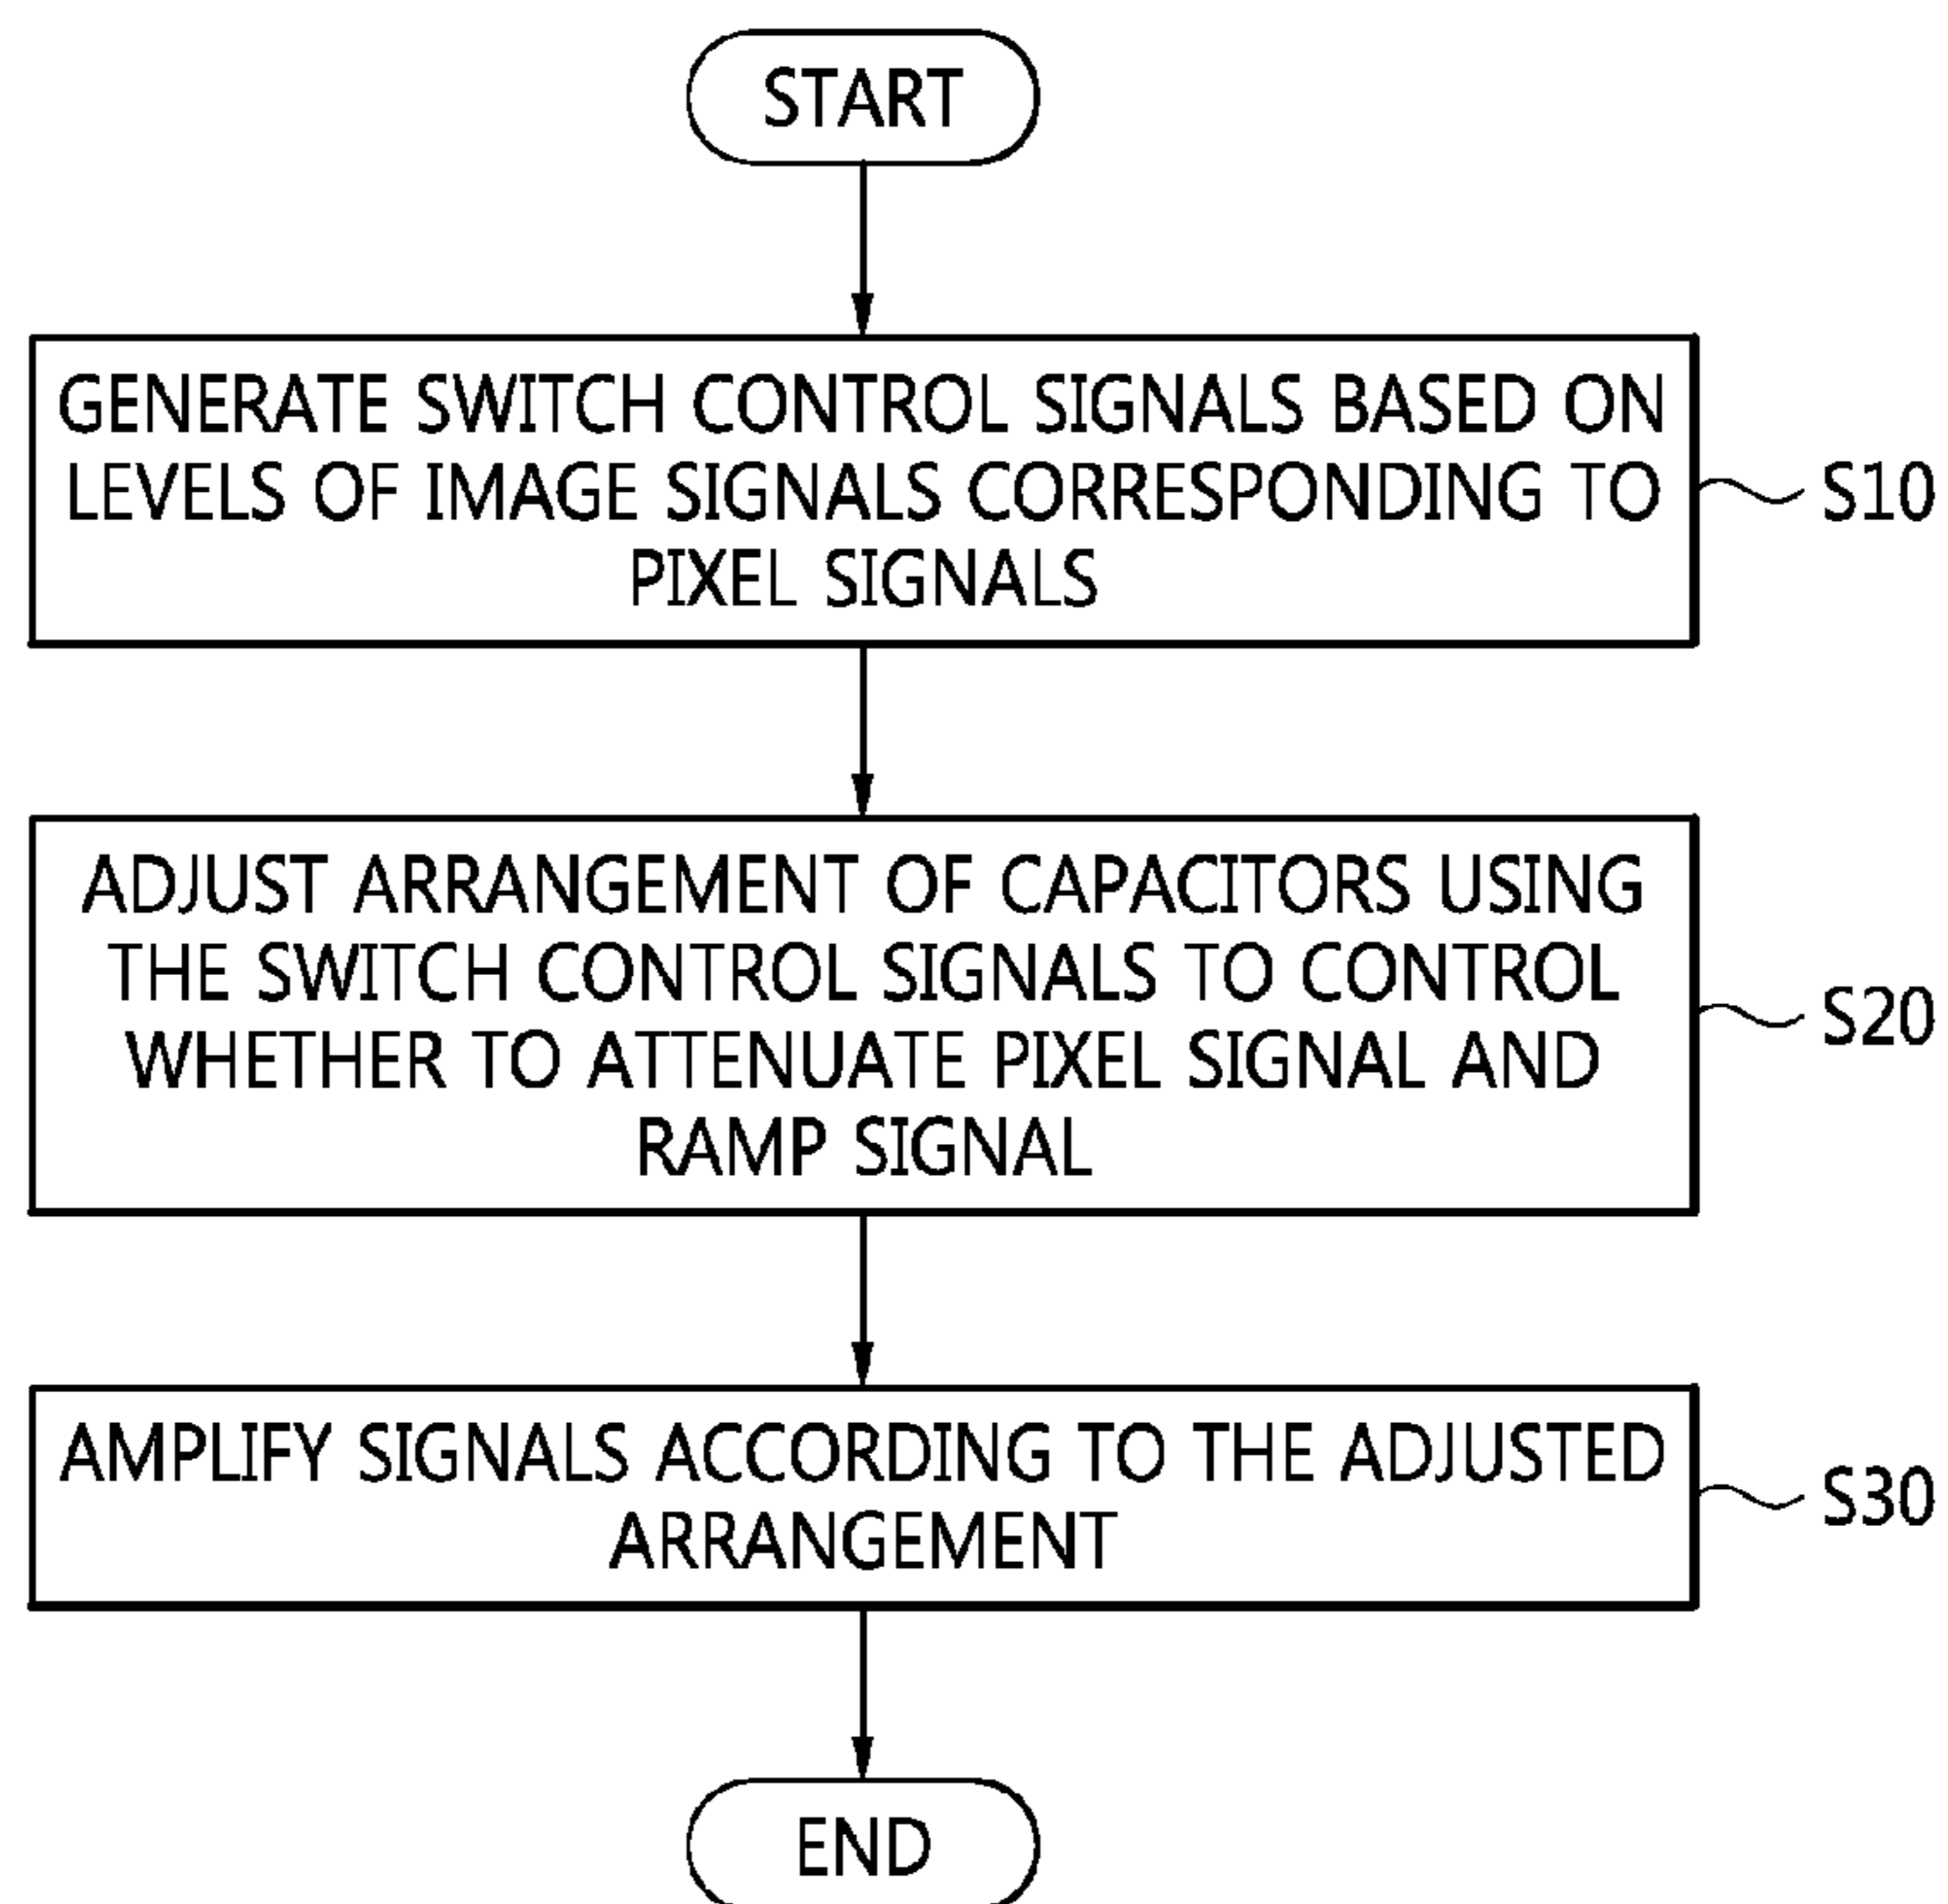 START
GENERATE SWITCH CONTROL SIGNALS BASED ON
LEVELS OF IMAGE SIGNALS CORRESPONDING TO
PIXEL SIGNALS
S10
ADJUST ARRANGEMENT OF CAPACITORS USING
THE SWITCH CONTROL SIGNALS TO CONTROL
WHETHER TO ATTENUATE PIXEL SIGNAL AND
RAMP SIGNAL
S20
AMPLIFY SIGNALS ACCORDING TO THE ADJUSTED
ARRANGEMENT
S30
END